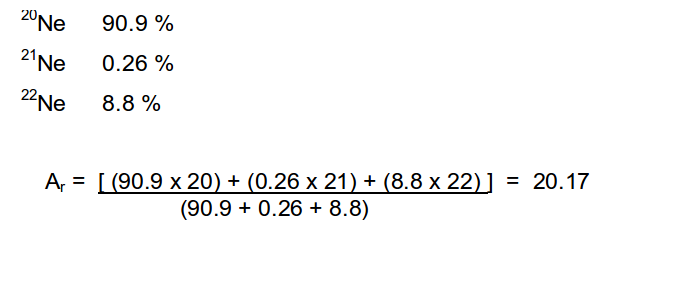 ²⁰Ne 90.9 %
²¹Ne 0.26 %
²²Ne 8.8 %
Aᵣ = [ (90.9 x 20) + (0.26 x 21) + (8.8 x 22) ] = 20.17
(90.9 + 0.26 + 8.8)